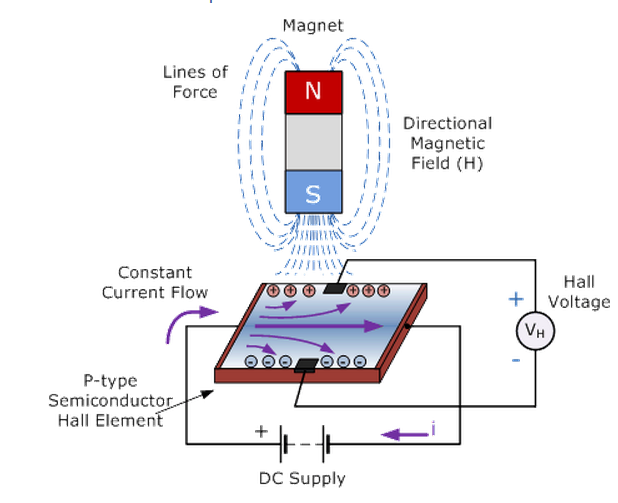 Magnet
Lines of
Force
N
Directional
Magnetic
Field (H)
S
Constant
Current Flow
Hall
Voltage
+ + + + + +
+
VH
-
- - - - - -
P-type
Semiconductor
Hall Element
+
i
DC Supply